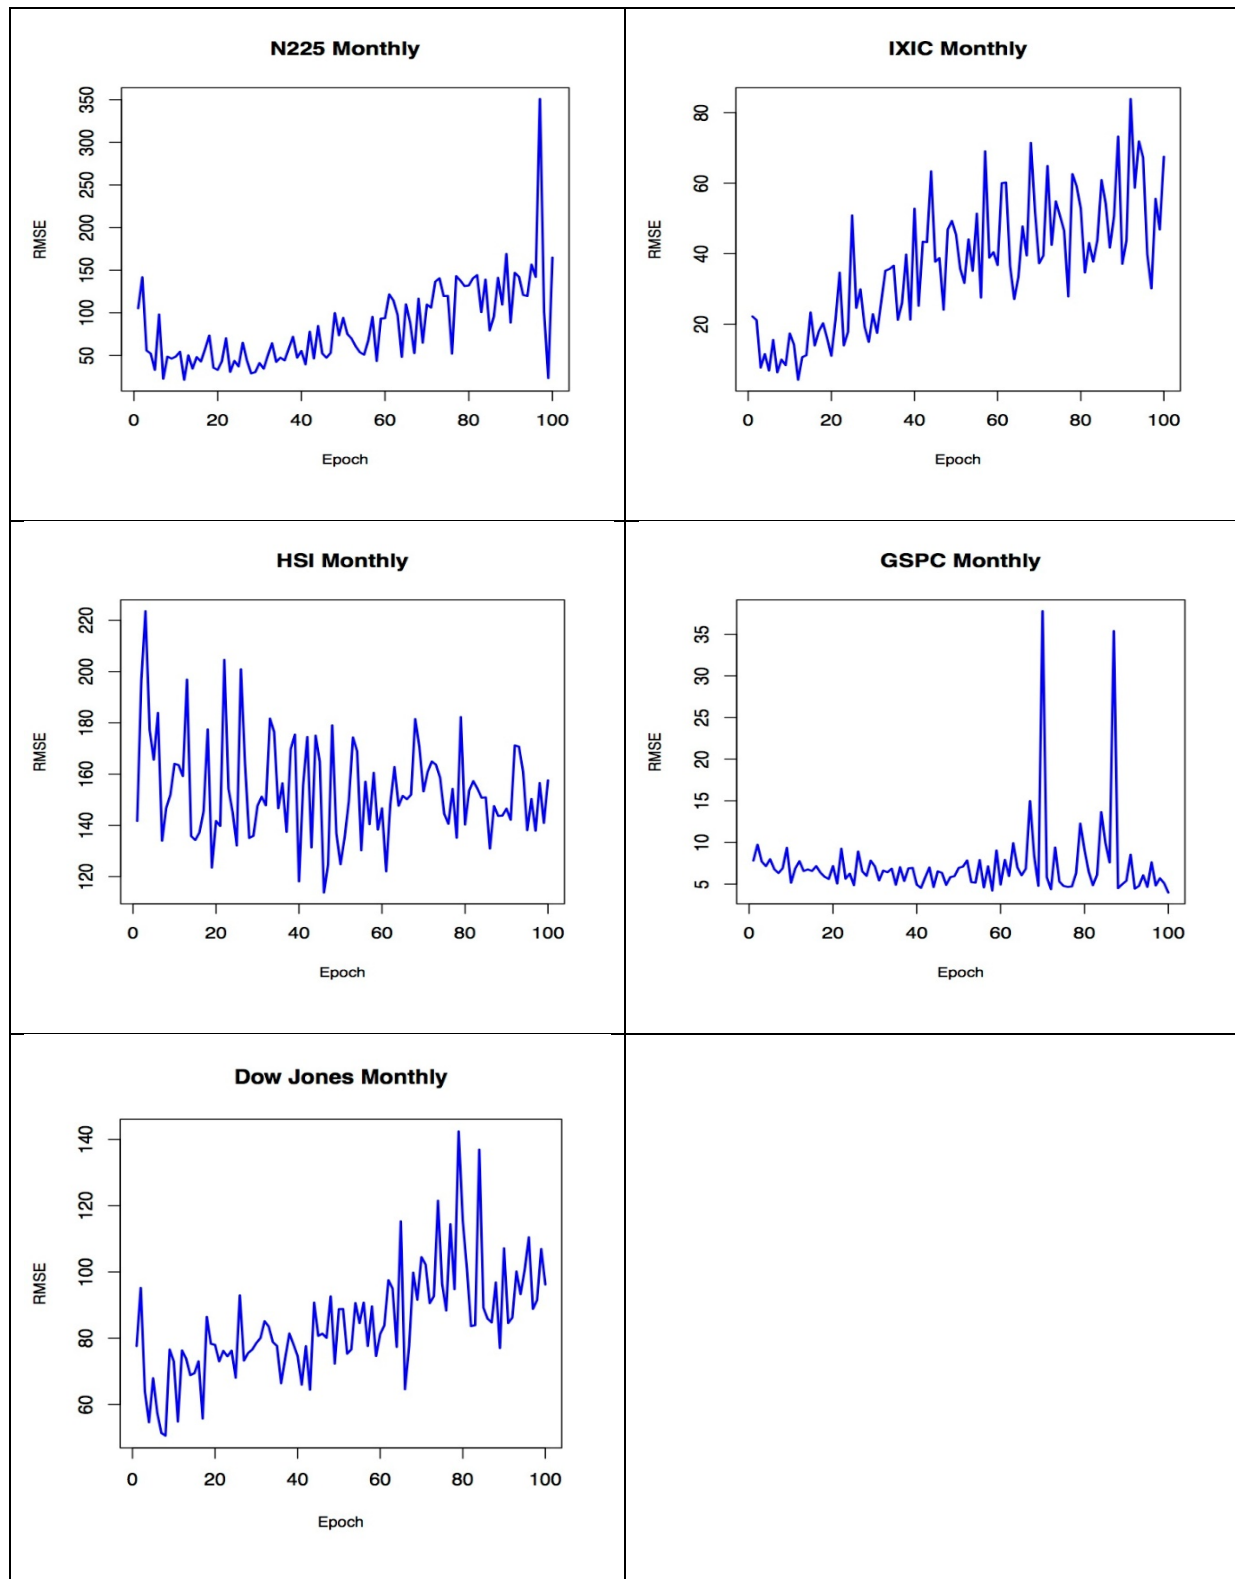 N225 Monthly
RMSE
350
300
250
200
150
100
50
0 20 40 60 80 100
Epoch
IXIC Monthly
RMSE
80
60
40
20
0 20 40 60 80 100
Epoch
HSI Monthly
RMSE
220
200
180
160
140
120
0 20 40 60 80 100
Epoch
GSPC Monthly
RMSE
35
30
25
20
15
10
5
0 20 40 60 80 100
Epoch
Dow Jones Monthly
RMSE
140
120
100
80
60
0 20 40 60 80 100
Epoch